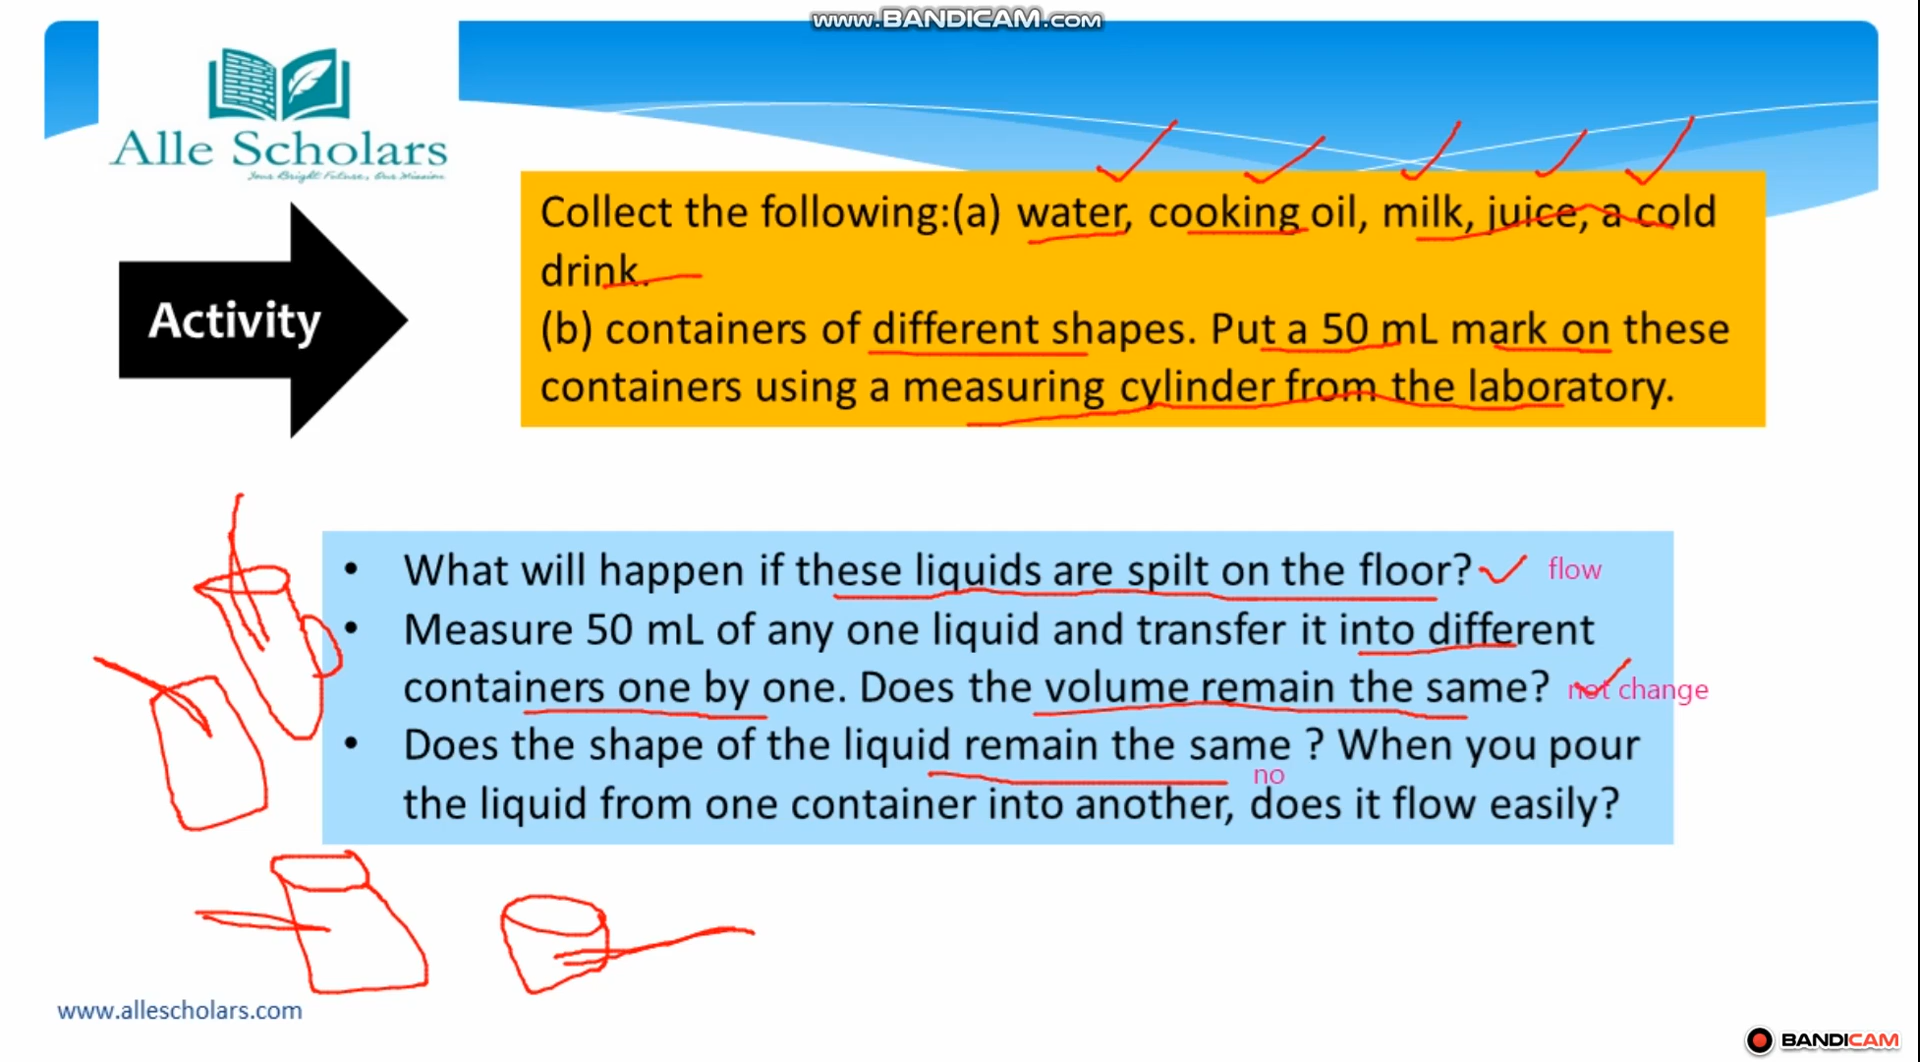 www.BANDICAM.com
Alle Scholars
Your Bright Future, Our Mission
Collect the following:(a) water, cooking oil, milk, juice, a cold
drink.
(b) containers of different shapes. Put a 50 mL mark on these
containers using a measuring cylinder from the laboratory.
Activity
• What will happen if these liquids are spilt on the floor? flow
• Measure 50 mL of any one liquid and transfer it into different
containers one by one. Does the volume remain the same? not change
• Does the shape of the liquid remain the same ? When you pour
no
the liquid from one container into another, does it flow easily?
www.allescholars.com
BANDICAM